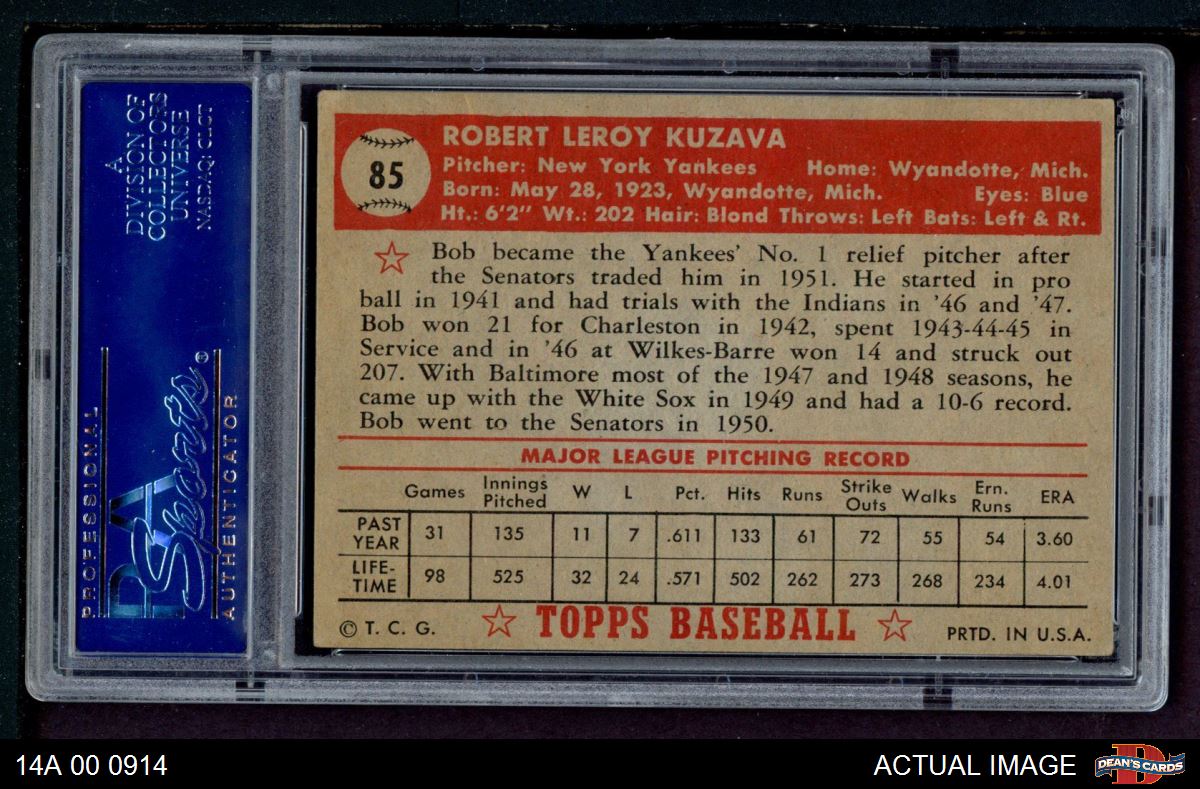 A
DIVISION OF
COLLECTORS
UNIVERSE
NASDAQ: CLCT
PROFESSIONAL
PSA
Sports®
AUTHENTICATOR
85
ROBERT LEROY KUZAVA
Pitcher: New York Yankees Home: Wyandotte, Mich.
Born: May 28, 1923, Wyandotte, Mich. Eyes: Blue
Ht.: 6'2" Wt.: 202 Hair: Blond Throws: Left Bats: Left & Rt.
Bob became the Yankees' No. 1 relief pitcher after
the Senators traded him in 1951. He started in pro
ball in 1941 and had trials with the Indians in '46 and '47.
Bob won 21 for Charleston in 1942, spent 1943-44-45 in
Service and in '46 at Wilkes-Barre won 14 and struck out
207. With Baltimore most of the 1947 and 1948 seasons, he
came up with the White Sox in 1949 and had a 10-6 record.
Bob went to the Senators in 1950.
MAJOR LEAGUE PITCHING RECORD
Games Innings Pitched W L Pct. Hits Runs Strike Outs Walks Ern. Runs ERA
PAST YEAR 31 135 11 7 .611 133 61 72 55 54 3.60
LIFE-TIME 98 525 32 24 .571 502 262 273 268 234 4.01
© T. C. G. TOPPS BASEBALL PRTD. IN U.S.A.
14A 00 0914
ACTUAL IMAGE
D
DEAN'S CARDS